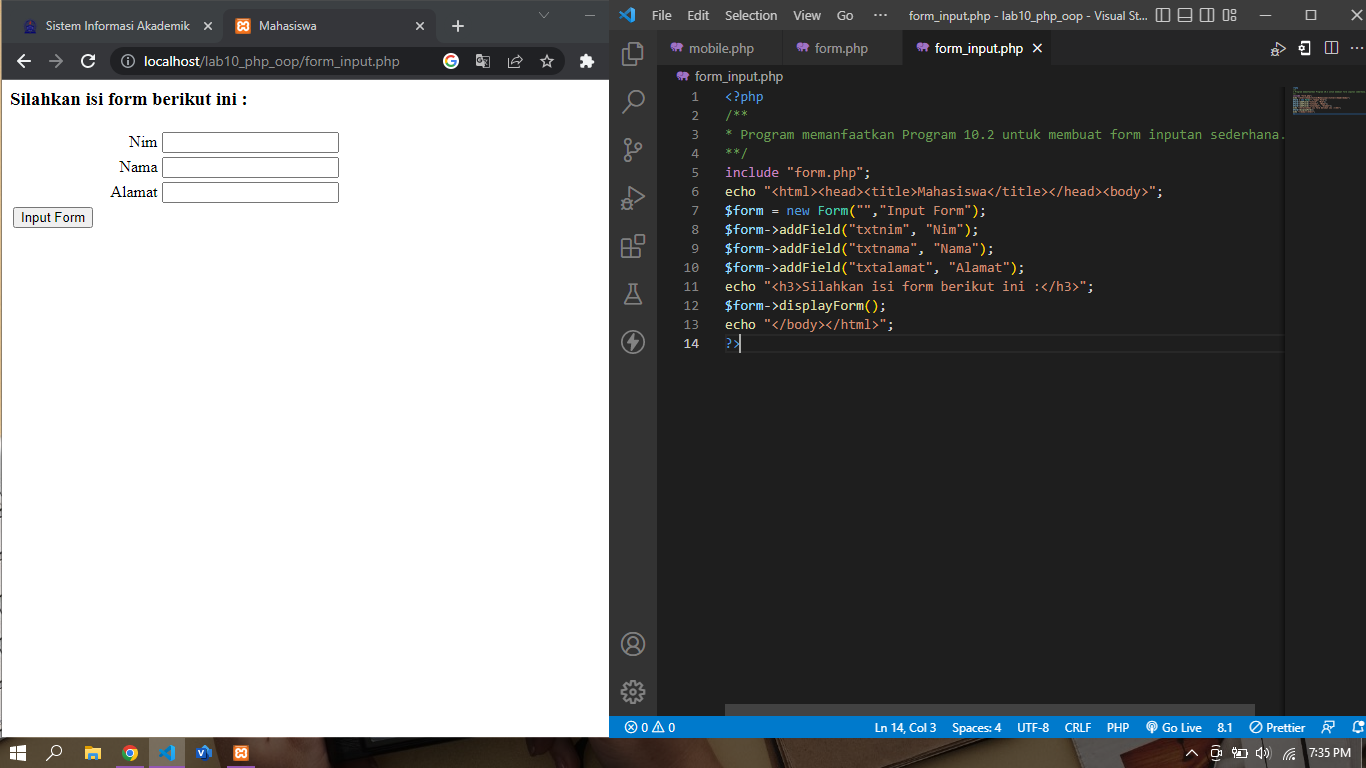 Sistem Informasi Akademik
Mahasiswa
localhost/lab10_php_oop/form_input.php
Silahkan isi form berikut ini :
Nim
Nama
Alamat
Input Form
File Edit Selection View Go ··· form_input.php - lab10_php_oop - Visual St...
mobile.php form.php form_input.php
form_input.php
1 <?php
2 /**
3 * Program memanfaatkan Program 10.2 untuk membuat form inputan sederhana.
4 **/
5 include "form.php";
6 echo "<html><head><title>Mahasiswa</title></head><body>";
7 $form = new Form("","Input Form");
8 $form->addField("txtnim", "Nim");
9 $form->addField("txtnama", "Nama");
10 $form->addField("txtalamat", "Alamat");
11 echo "<h3>Silahkan isi form berikut ini :</h3>";
12 $form->displayForm();
13 echo "</body></html>";
14 ?>
0 0 Ln 14, Col 3 Spaces: 4 UTF-8 CRLF PHP Go Live 8.1 Prettier
7:35 PM